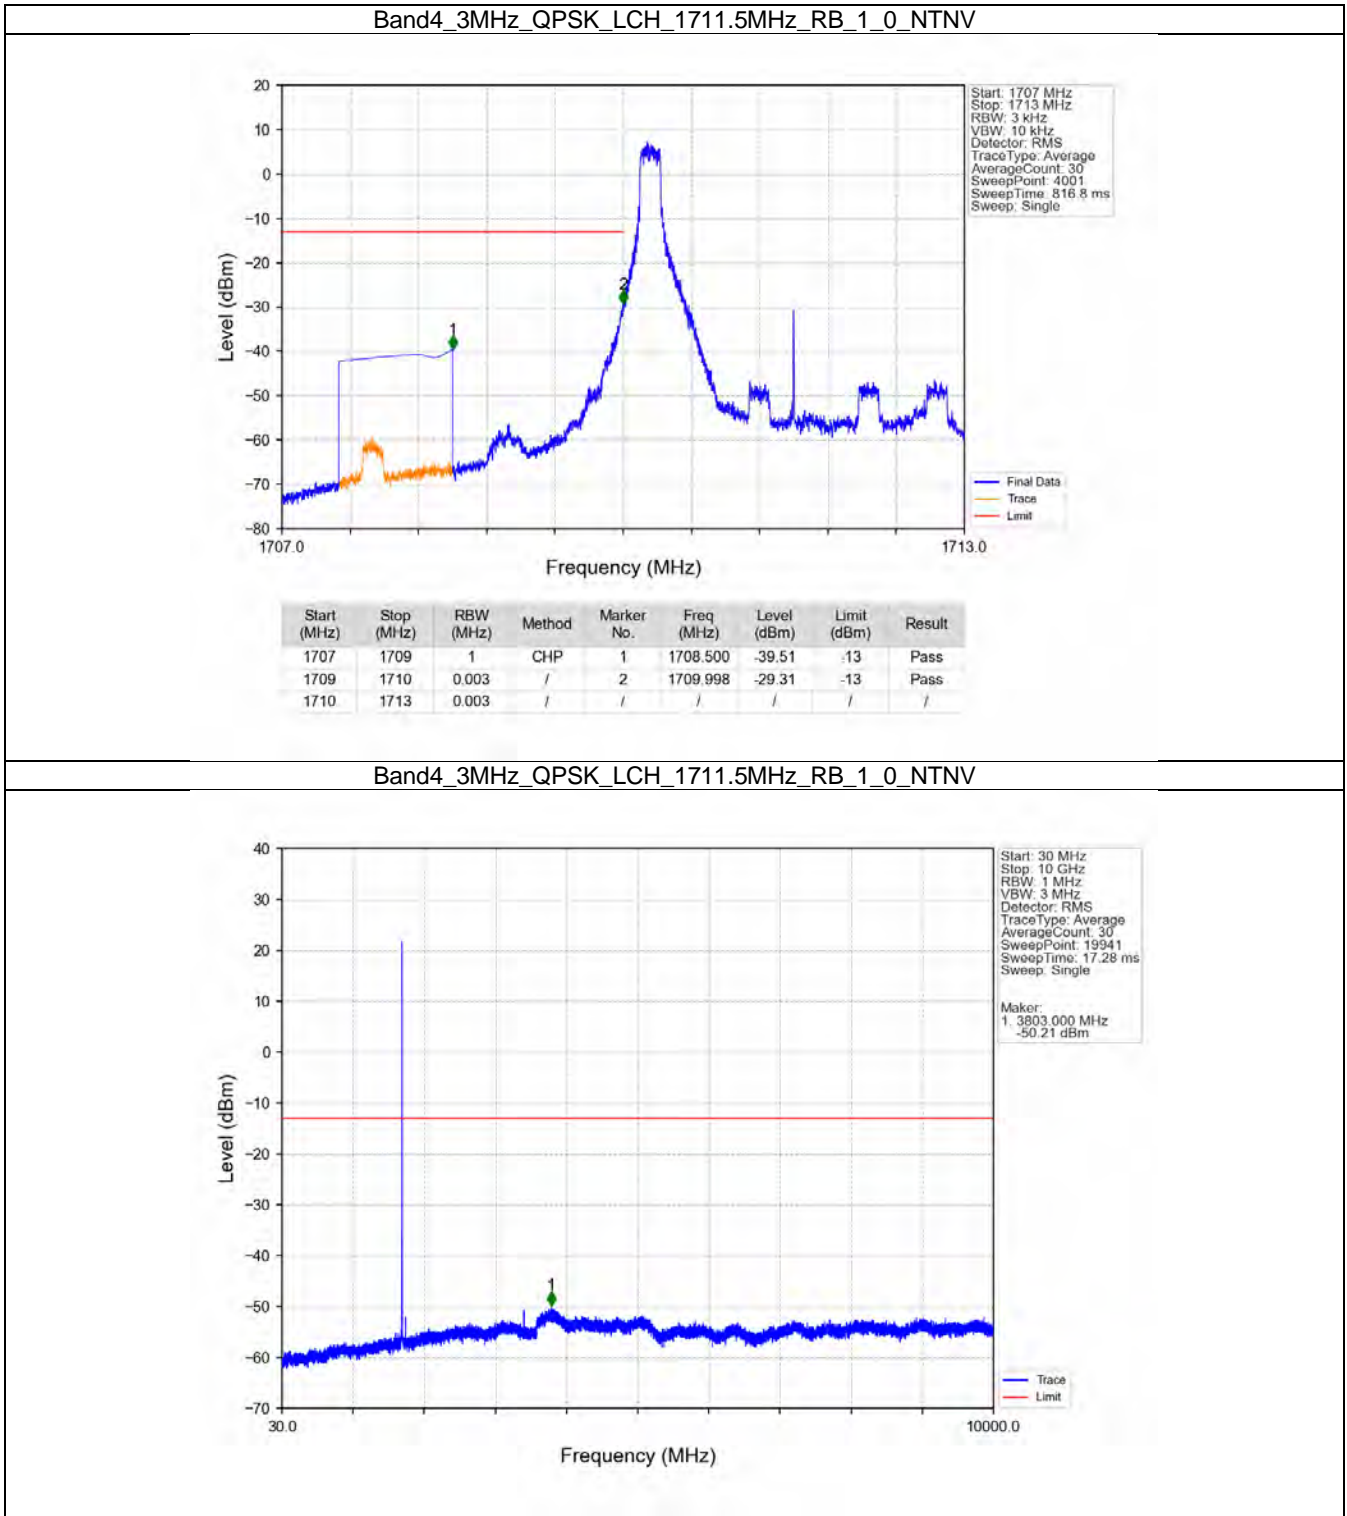 Band4_3MHz_QPSK_LCH_1711.5MHz_RB_1_0_NTNV
Start: 1707 MHz
Stop: 1713 MHz
RBW: 3 kHz
VBW: 10 kHz
Detector: RMS
TraceType: Average
AverageCount: 30
SweepPoint: 4001
SweepTime: 816.8 ms
Sweep: Single
20
10
0
−10
−20
−30
−40
−50
−60
−70
−80
Level (dBm)
1
2
Final Data
Trace
Limit
1707.0 1713.0
Frequency (MHz)
Start (MHz) Stop (MHz) RBW (MHz) Method Marker No. Freq (MHz) Level (dBm) Limit (dBm) Result
1707 1709 1 CHP 1 1708.500 -39.51 -13 Pass
1709 1710 0.003 / 2 1709.998 -29.31 -13 Pass
1710 1713 0.003 / / / / / /
Band4_3MHz_QPSK_LCH_1711.5MHz_RB_1_0_NTNV
Start: 30 MHz
Stop: 10 GHz
RBW: 1 MHz
VBW: 3 MHz
Detector: RMS
TraceType: Average
AverageCount: 30
SweepPoint: 19941
SweepTime: 17.28 ms
Sweep: Single
Maker:
1. 3803.000 MHz
-50.21 dBm
40
30
20
10
0
−10
−20
−30
−40
−50
−60
−70
Level (dBm)
1
Trace
Limit
30.0 10000.0
Frequency (MHz)